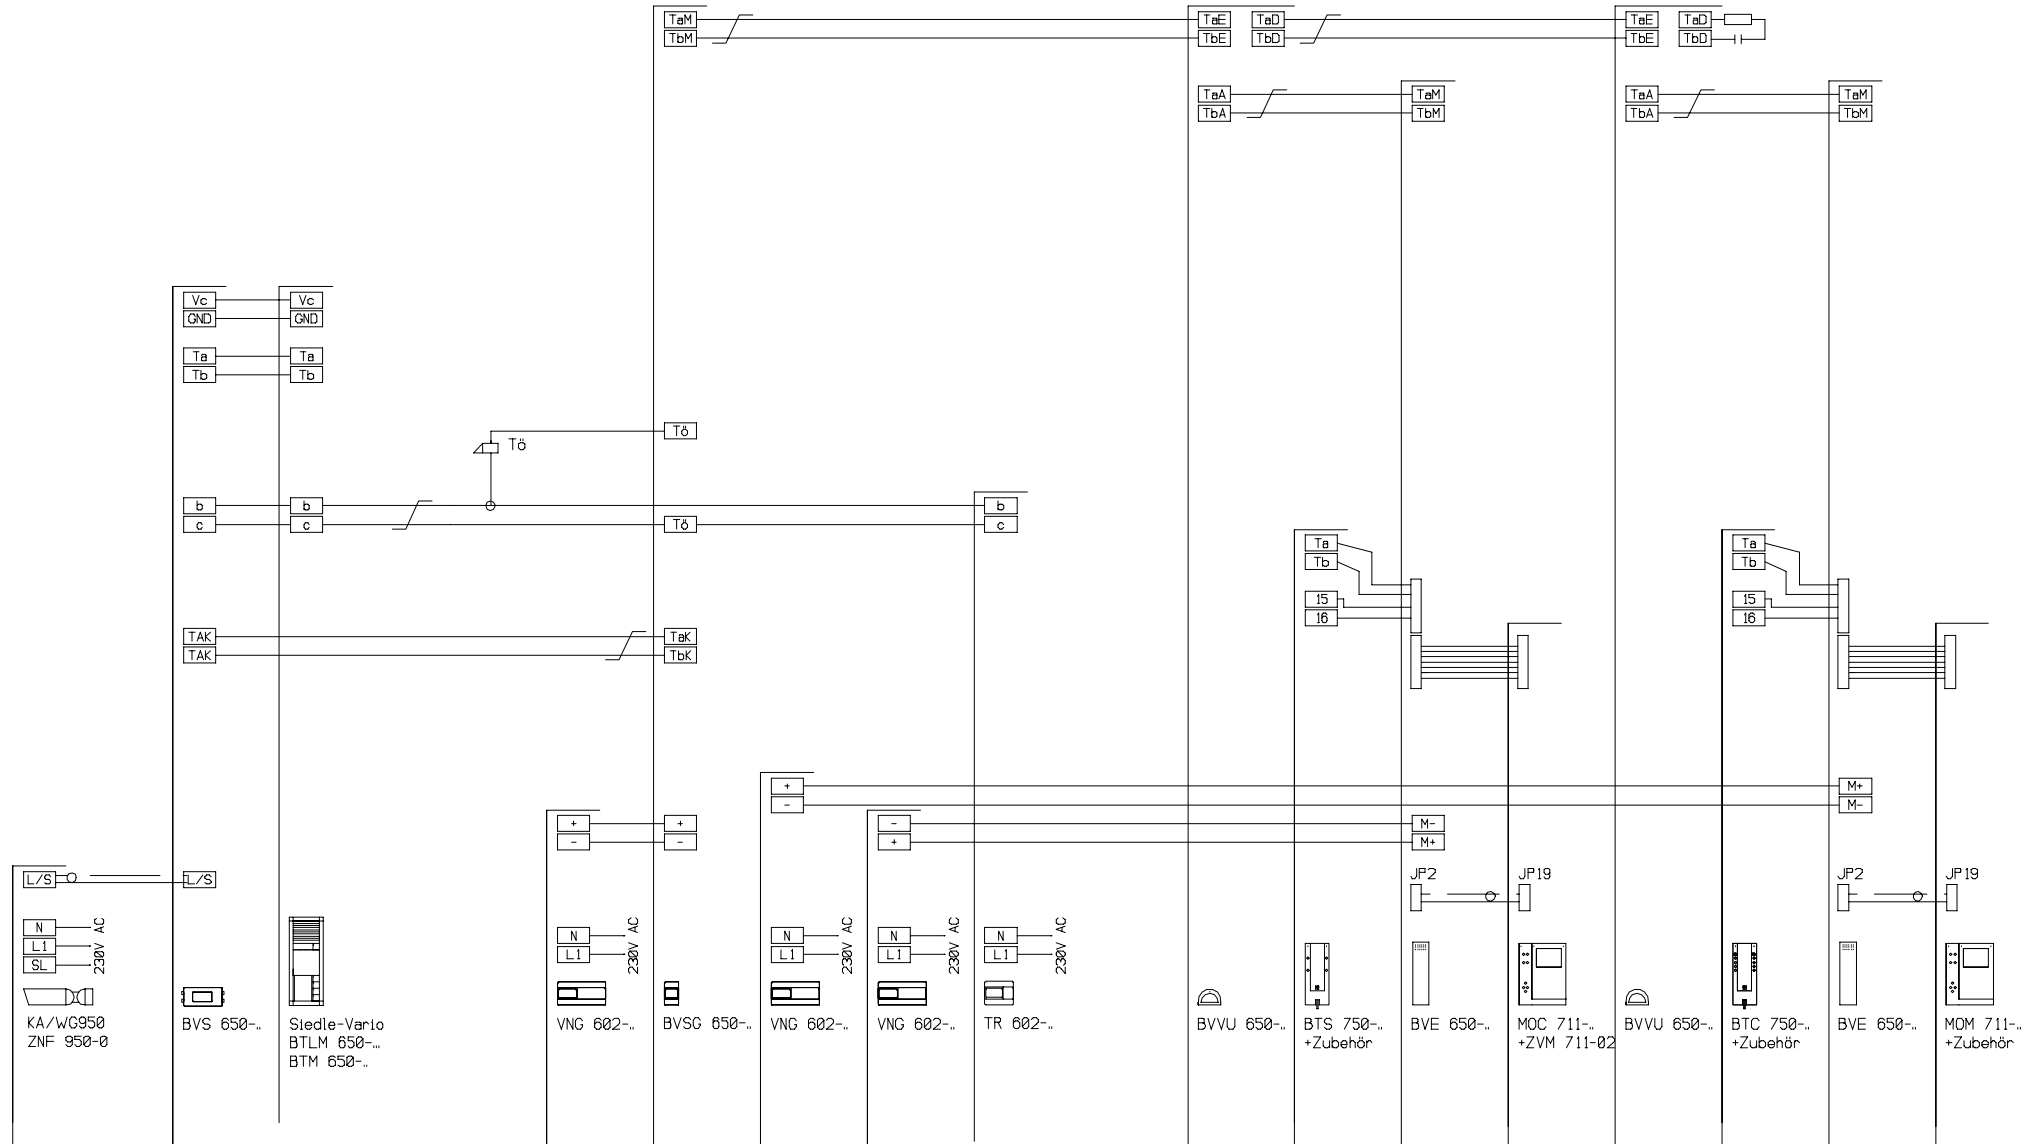 TaM TaE TaD TaE TaD
TbM TbE TbD TbE TbD
TaA TaM TaA TaM
TbA TbM TbA TbM
Vc Vc
GND GND
Ta Ta
Tb Tb
Tö
Tö
b b b
c c Tö c
Ta Ta
Tb Tb
15 15
16 16
TAK TaK
TAK TbK
+ M+
- M-
+ + - M-
- - + M+
JP2 JP19 JP2 JP19
L/S L/S
N N N N N
L1 L1 L1 L1 L1
SL
230V AC 230V AC 230V AC 230V AC 230V AC
KA/WG950
ZNF 950-0
BVS 650-..
Siedle-Vario
BTLM 650-...
BTM 650-..
VNG 602-..
BVSG 650-..
VNG 602-..
VNG 602-..
TR 602-..
BVVU 650-..
BTS 750-..
+Zubehör
BVE 650-..
MOC 711-..
+ZVM 711-02
BVVU 650-..
BTC 750-..
+Zubehör
BVE 650-..
MOM 711-..
+Zubehör